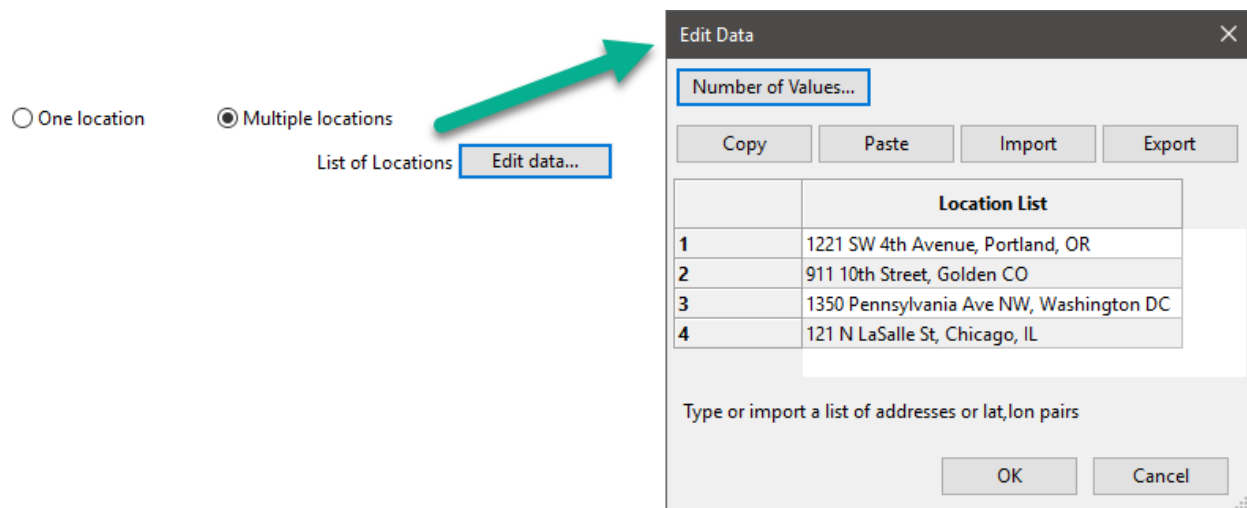 One location
Multiple locations
List of Locations
Edit data...
Edit Data
Number of Values...
Copy
Paste
Import
Export
Location List
1 1221 SW 4th Avenue, Portland, OR
2 911 10th Street, Golden CO
3 1350 Pennsylvania Ave NW, Washington DC
4 121 N LaSalle St, Chicago, IL
Type or import a list of addresses or lat,lon pairs
OK
Cancel